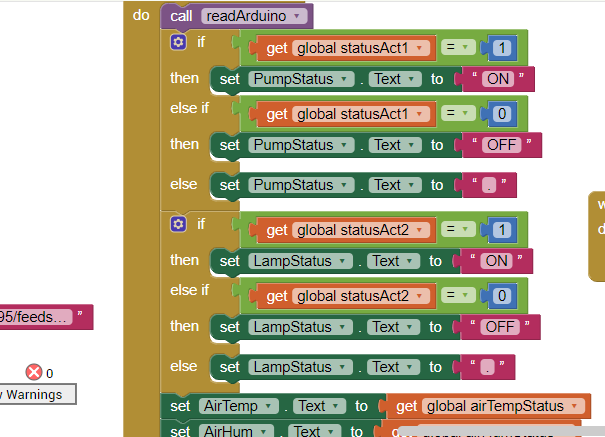 do call readArduino
if get global statusAct1 = 1
then set PumpStatus . Text to " ON "
else if get global statusAct1 = 0
then set PumpStatus . Text to " OFF "
else set PumpStatus . Text to " . "
if get global statusAct2 = 1
then set LampStatus . Text to " ON "
else if get global statusAct2 = 0
then set LampStatus . Text to " OFF "
95/feeds... "
else set LampStatus . Text to " . "
0
Warnings
set AirTemp . Text to get global airTempStatus
set AirHum . Text to